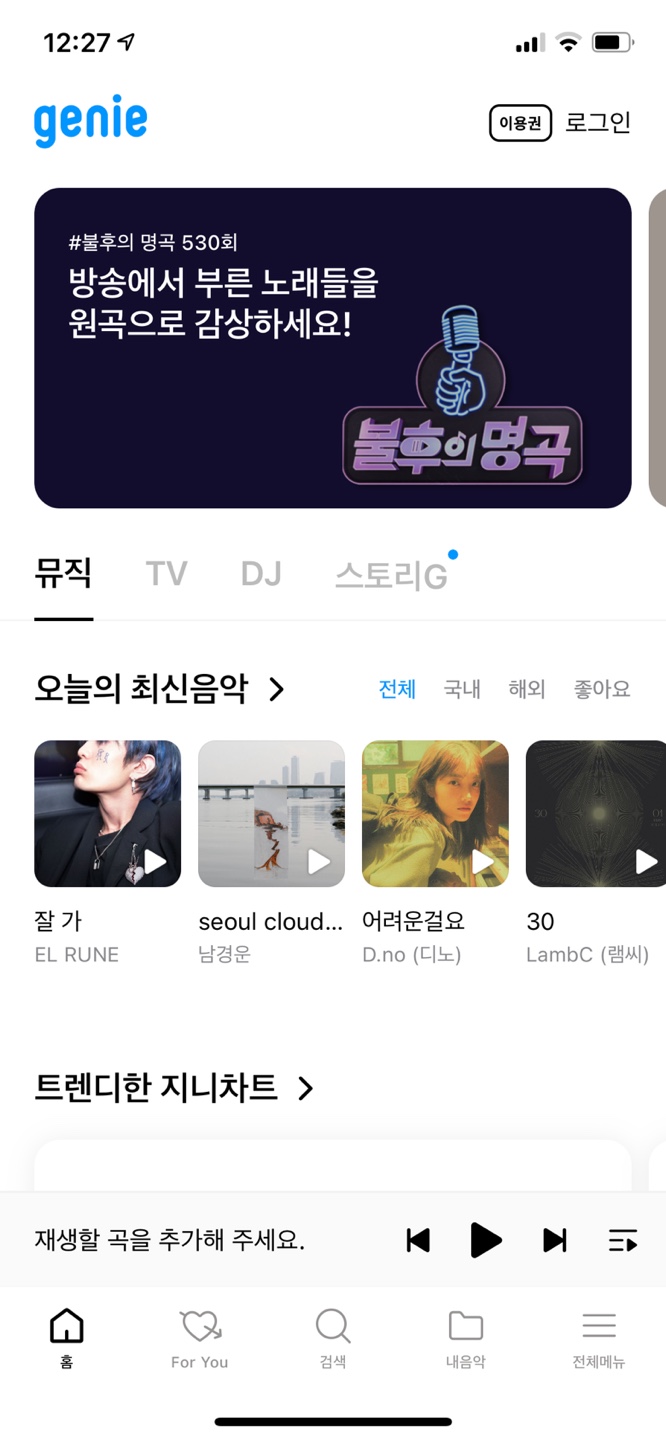 12:27
genie
이용권 로그인
#불후의 명곡 530회
방송에서 부른 노래들을
원곡으로 감상하세요!
불후의 명곡
뮤직 TV DJ 스토리G
오늘의 최신음악 전체 국내 해외 좋아요
30
잘 가 seoul cloud... 어려운걸요 30
EL RUNE 남경운 D.no (디노) LambC (램씨)
트렌디한 지니차트
재생할 곡을 추가해 주세요.
홈 For You 검색 내음악 전체메뉴